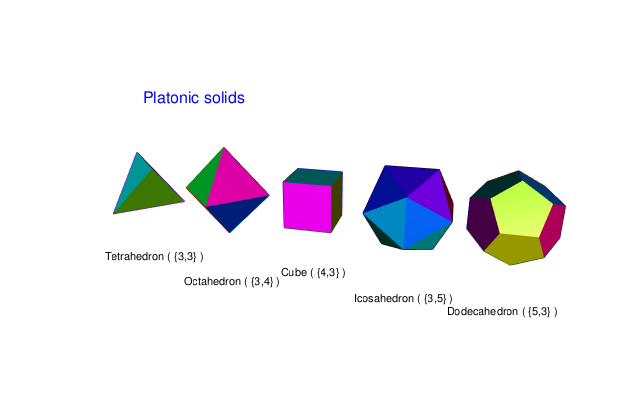 Platonic solids
Tetrahedron ( {3,3} )
Octahedron ( {3,4} )
Cube ( {4,3} )
Icosahedron ( {3,5} )
Dodecahedron ( {5,3} )